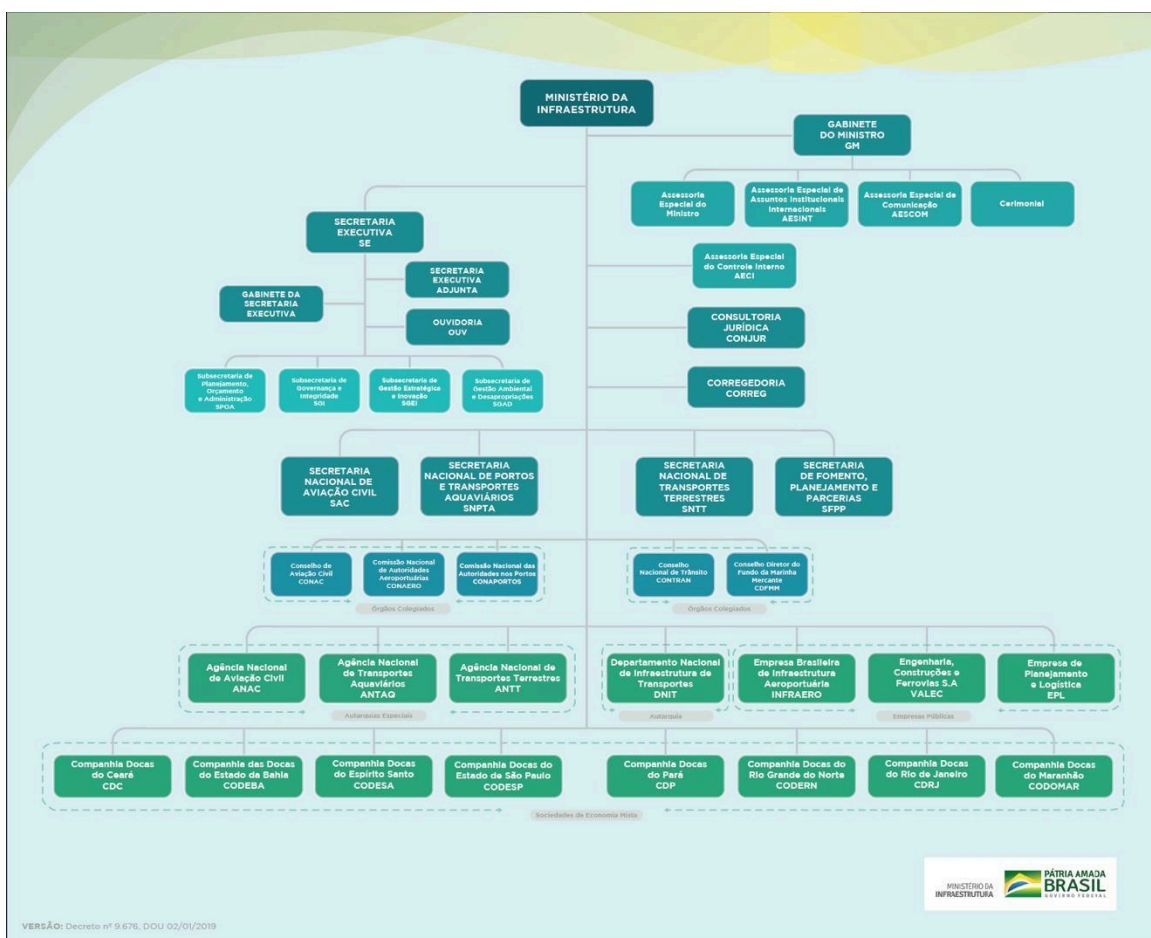 MINISTÉRIO DA
INFRAESTRUTURA
GABINETE
DO MINISTRO
GM
Assessoria
Especial do
Ministro
Assessoria Especial de
Assuntos Institucionais
Internacionais
AESINT
Assessoria Especial de
Comunicação
AESCOM
Cerimonial
SECRETARIA
EXECUTIVA
SE
Assessoria Especial
do Controle Interno
AECI
SECRETARIA
EXECUTIVA
ADJUNTA
GABINETE DA
SECRETARIA
EXECUTIVA
OUVIDORIA
OUV
CONSULTORIA
JURÍDICA
CONJUR
Subsecretaria de
Planejamento,
Orçamento
e Administração
SPOA
Subsecretaria de
Governança e
Integridade
SGI
Subsecretaria de
Gestão Estratégica
e Inovação
SGEI
Subsecretaria de
Gestão Ambiental
e Desapropriações
SGAD
CORREGEDORIA
CORREG
SECRETARIA
NACIONAL DE
AVIAÇÃO CIVIL
SAC
SECRETARIA
NACIONAL DE PORTOS
E TRANSPORTES
AQUAVIÁRIOS
SNPTA
SECRETARIA
NACIONAL DE
TRANSPORTES
TERRESTRES
SNTT
SECRETARIA
DE FOMENTO,
PLANEJAMENTO E
PARCERIAS
SFPP
Conselho de
Aviação Civil
CONAC
Comissão Nacional
de Autoridades
Aeroportuárias
CONAERO
Comissão Nacional das
Autoridades nos Portos
CONAPORTOS
Conselho
Nacional de Trânsito
CONTRAN
Conselho Diretor do
Fundo da Marinha
Mercante
CDFMM
Órgãos Colegiados
Órgãos Colegiados
Agência Nacional
de Aviação Civil
ANAC
Agência Nacional
de Transportes
Aquaviários
ANTAQ
Agência Nacional de
Transportes Terrestres
ANTT
Departamento Nacional
de Infraestrutura de
Transportes
DNIT
Empresa Brasileira
de Infraestrutura
Aeroportuária
INFRAERO
Engenharia,
Construções e
Ferrovias S.A
VALEC
Empresa de
Planejamento
e Logística
EPL
Autarquias Especiais
Autarquia
Empresas Públicas
Companhia Docas
do Ceará
CDC
Companhia das Docas
do Estado da Bahia
CODEBA
Companhia Docas
do Espírito Santo
CODESA
Companhia Docas do
Estado de São Paulo
CODESP
Companhia Docas
do Pará
CDP
Companhia Docas do
Rio Grande do Norte
CODERN
Companhia Docas
do Rio de Janeiro
CDRJ
Companhia Docas
do Maranhão
CODOMAR
Sociedades de Economia Mista
MINISTÉRIO DA
INFRAESTRUTURA
PÁTRIA AMADA
BRASIL
GOVERNO FEDERAL
VERSÃO: Decreto nº 9.676, DOU 02/01/2019